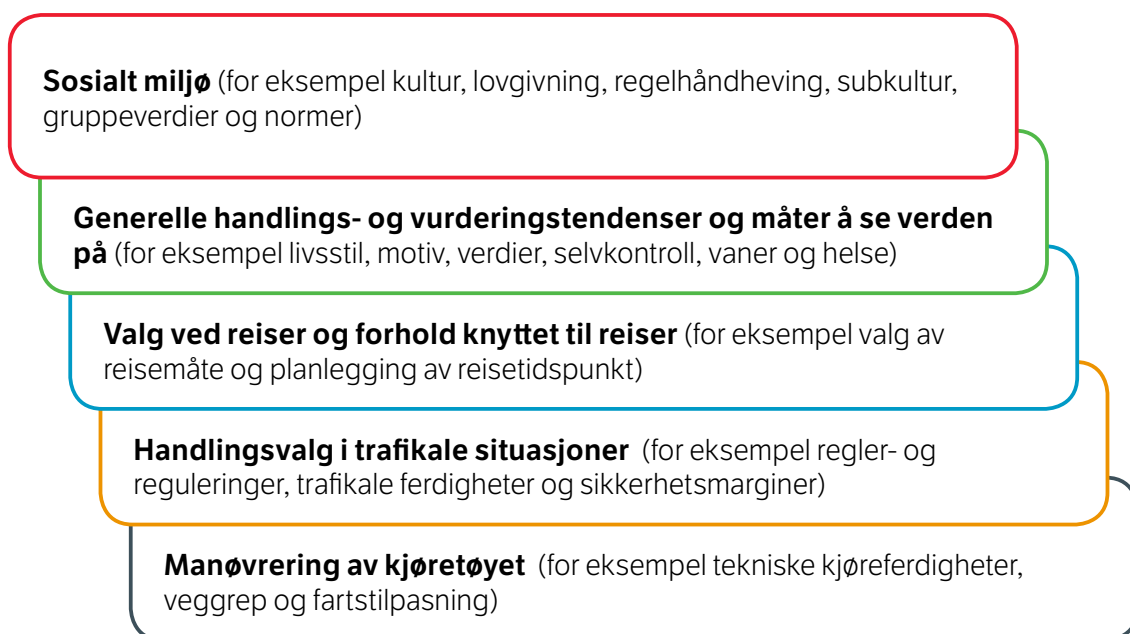 Sosialt miljø (for eksempel kultur, lovgivning, regelhåndheving, subkultur,
gruppeverdier og normer)
Generelle handlings- og vurderingstendenser og måter å se verden
på (for eksempel livsstil, motiv, verdier, selvkontroll, vaner og helse)
Valg ved reiser og forhold knyttet til reiser (for eksempel valg av
reisemåte og planlegging av reisetidspunkt)
Handlingsvalg i trafikale situasjoner (for eksempel regler- og
reguleringer, trafikale ferdigheter og sikkerhetsmarginer)
Manøvrering av kjøretøyet (for eksempel tekniske kjøreferdigheter,
veggrep og fartstilpasning)